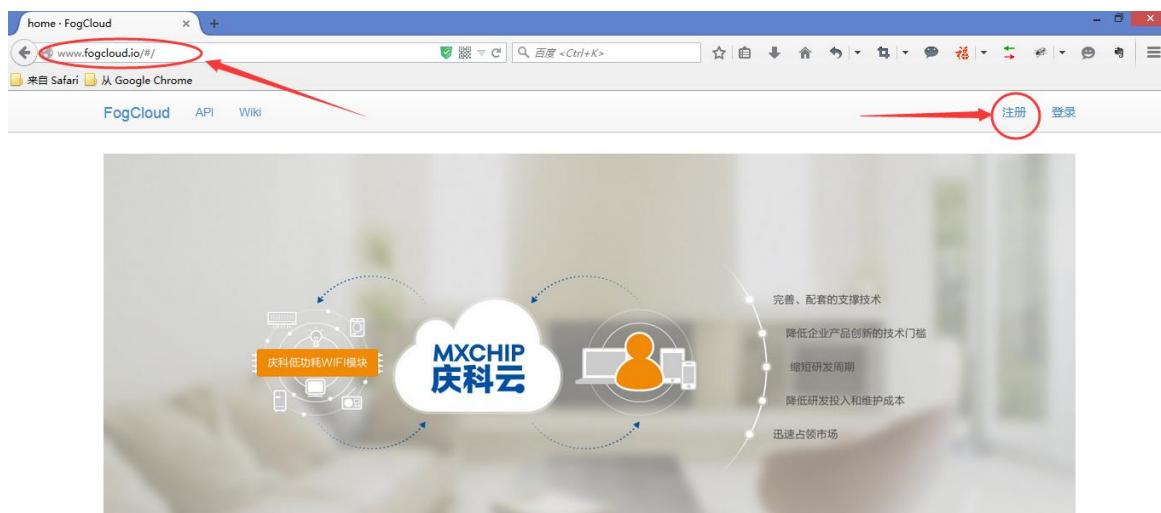 home · FogCloud
www.fogcloud.io/#/
百度 <Ctrl+K>
来自 Safari
从 Google Chrome
FogCloud API Wiki
注册 登录
完善、配套的支撑技术
降低企业产品创新的技术门槛
庆科低功耗WIFI模块
MXCHIP
庆科云
缩短研发周期
降低研发投入和维护成本
迅速占领市场